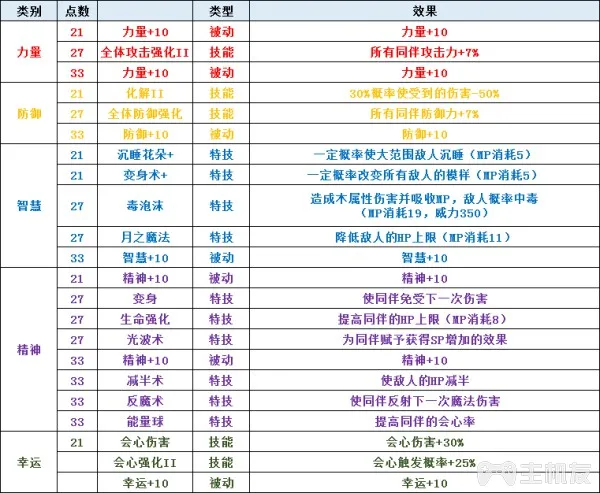 类别 点数 类型 效果
力量 21 力量+10 被动 力量+10
27 全体攻击强化II 技能 所有同伴攻击力+7%
33 力量+10 被动 力量+10
防御 21 化解II 技能 30%概率使受到的伤害-50%
27 全体防御强化 技能 所有同伴防御力+7%
33 防御+10 被动 防御+10
智慧 21 沉睡花朵+ 特技 一定概率使大范围敌人沉睡（MP消耗5）
21 变身术+ 特技 一定概率改变所有敌人的模样（MP消耗5）
27 毒泡沫 特技 造成木属性伤害并吸收MP，敌人概率中毒
（MP消耗19，威力350）
27 月之魔法 特技 降低敌人的HP上限（MP消耗11）
33 智慧+10 被动 智慧+10
精神 21 精神+10 被动 精神+10
27 变身 特技 使同伴免受下一次伤害
27 生命强化 特技 提高同伴的HP上限（MP消耗8）
27 光波术 特技 为同伴赋予获得SP增加的效果
33 精神+10 被动 精神+10
33 减半术 特技 使敌人的HP减半
33 反魔术 特技 使同伴反射下一次魔法伤害
33 能量球 特技 提高同伴的会心率
幸运 21 会心伤害 技能 会心伤害+30%
会心强化II 技能 会心触发概率+25%
幸运+10 被动 幸运+10
主机友